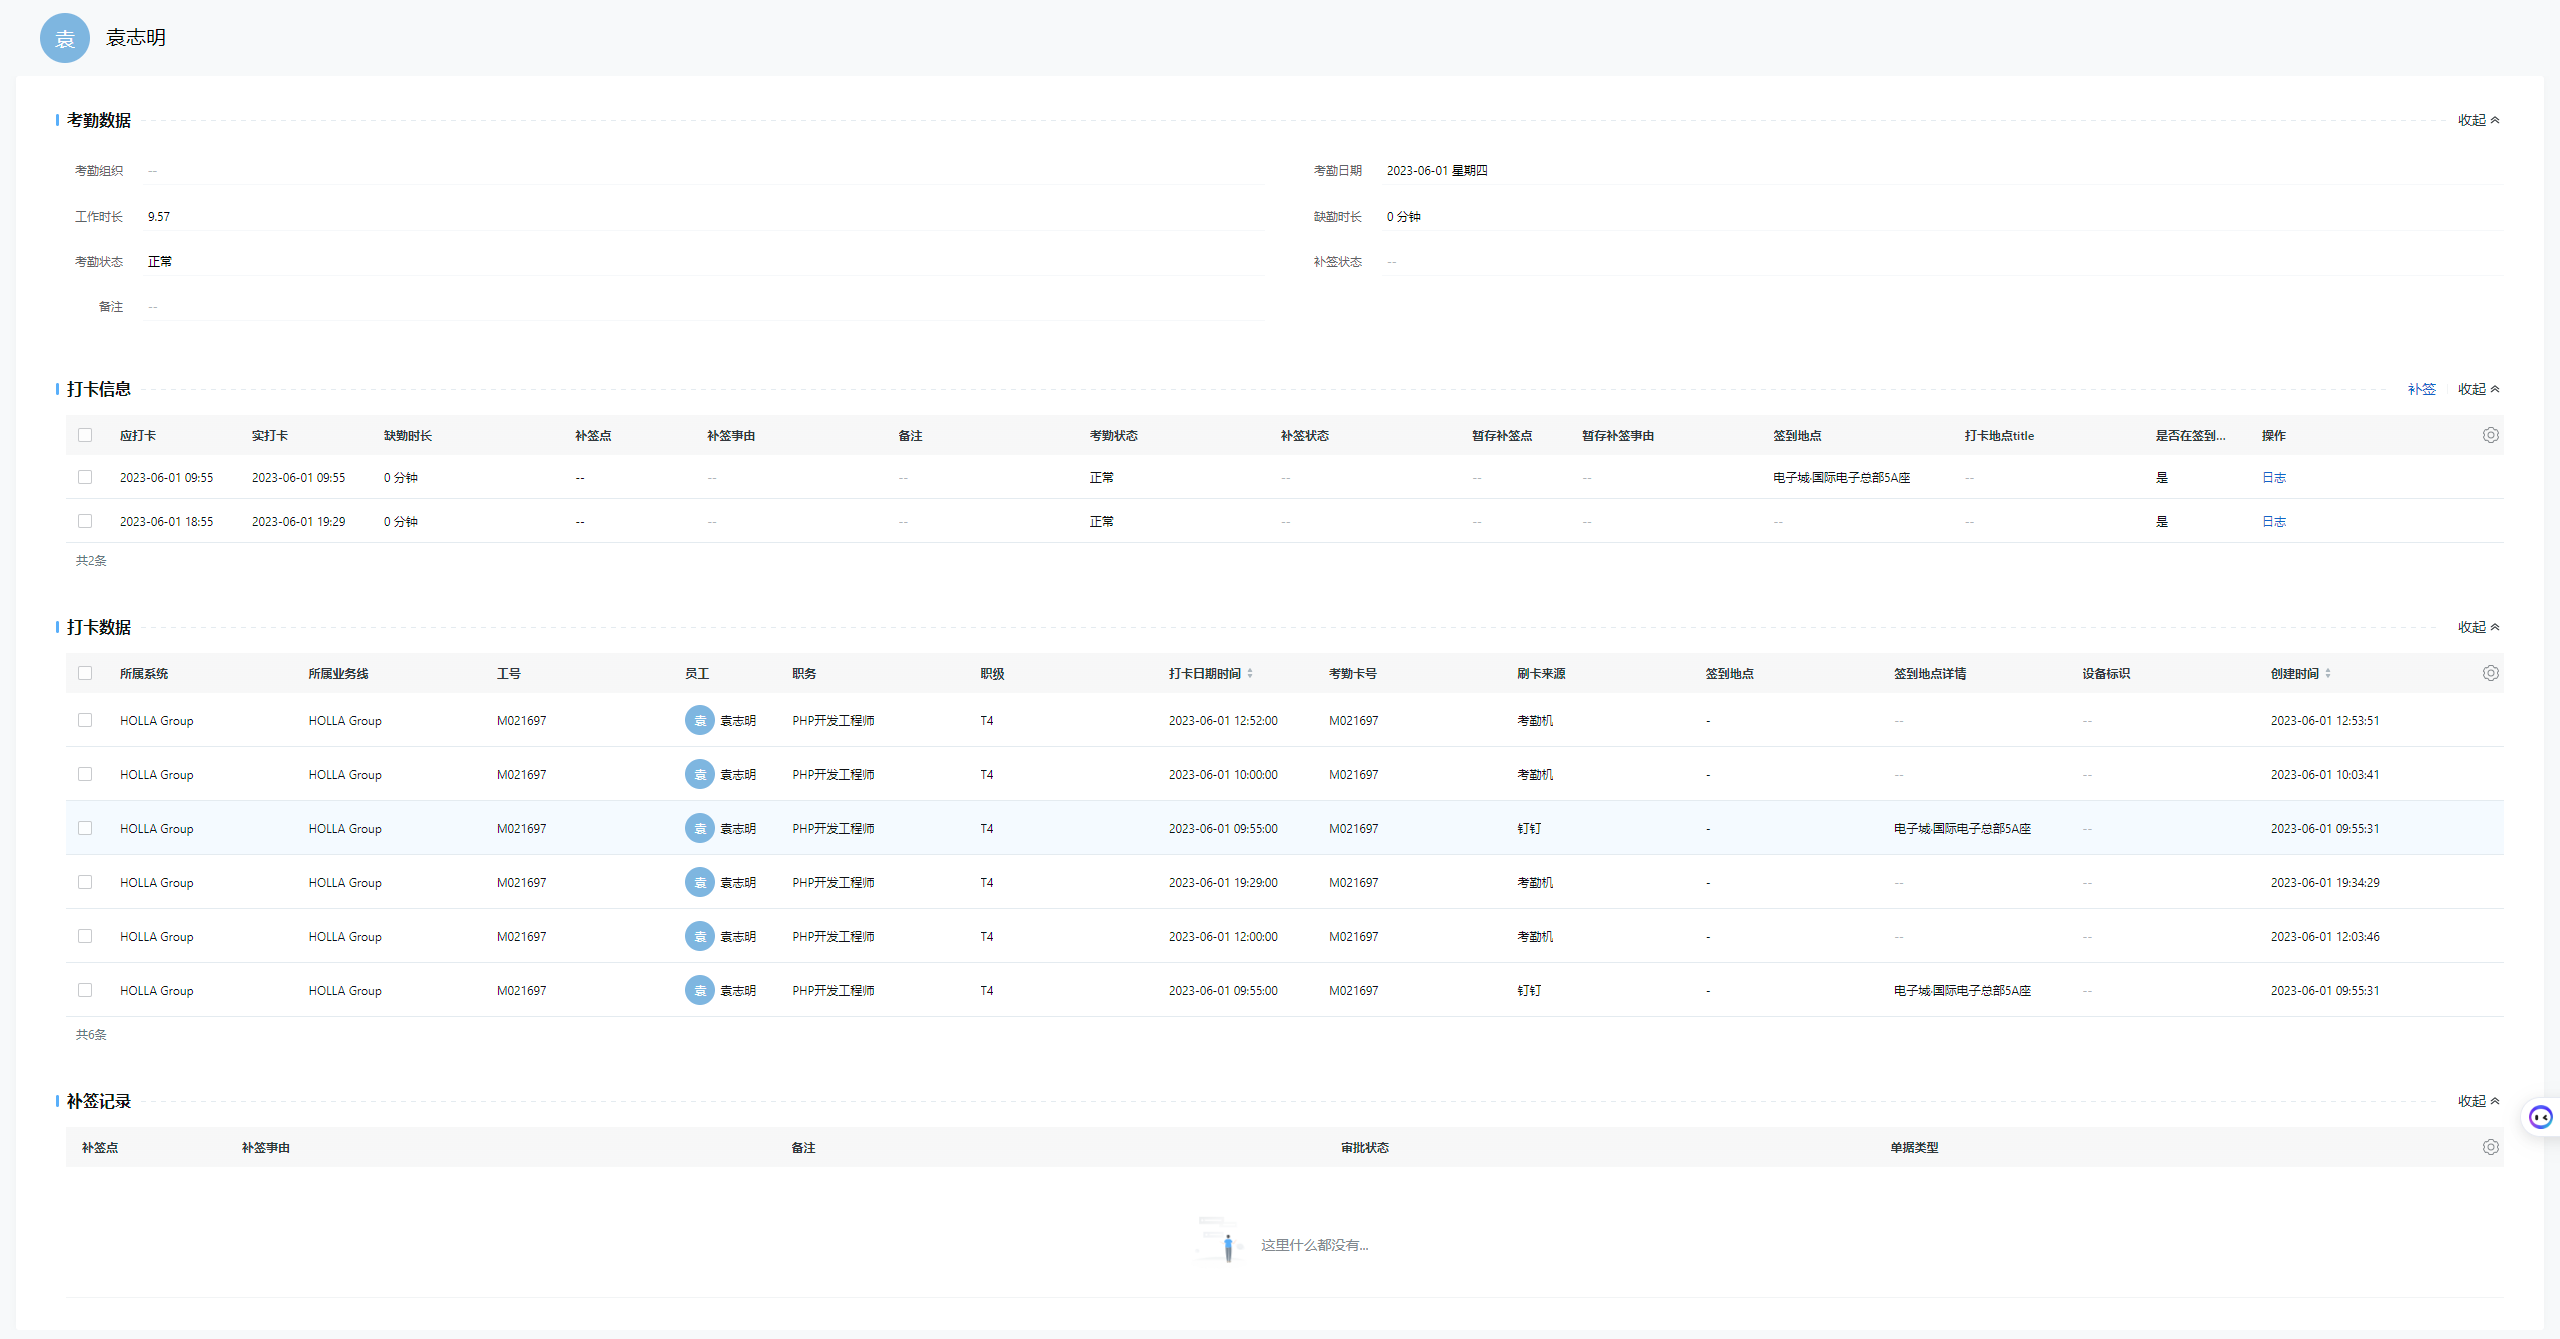 袁 袁志明
考勤数据 收起
考勤组织 -- 考勤日期 2023-06-01 星期四
工作时长 9.57 缺勤时长 0 分钟
考勤状态 正常 补签状态 --
备注 --
打卡信息 补签 收起
应打卡 实打卡 缺勤时长 补签点 补签事由 备注 考勤状态 补签状态 暂存补签点 暂存补签事由 签到地点 打卡地点title 是否在签到... 操作
2023-06-01 09:55 2023-06-01 09:55 0 分钟 -- -- -- 正常 -- -- -- 电子城·国际电子总部5A座 -- 是 日志
2023-06-01 18:55 2023-06-01 19:29 0 分钟 -- -- -- 正常 -- -- -- -- -- 是 日志
共2条
打卡数据 收起
所属系统 所属业务线 工号 员工 职务 职级 打卡日期时间 考勤卡号 刷卡来源 签到地点 签到地点详情 设备标识 创建时间
HOLLA Group HOLLA Group M021697 袁 袁志明 PHP开发工程师 T4 2023-06-01 12:52:00 M021697 考勤机 - -- -- 2023-06-01 12:53:51
HOLLA Group HOLLA Group M021697 袁 袁志明 PHP开发工程师 T4 2023-06-01 10:00:00 M021697 考勤机 - -- -- 2023-06-01 10:03:41
HOLLA Group HOLLA Group M021697 袁 袁志明 PHP开发工程师 T4 2023-06-01 09:55:00 M021697 钉钉 - 电子城·国际电子总部5A座 -- 2023-06-01 09:55:31
HOLLA Group HOLLA Group M021697 袁 袁志明 PHP开发工程师 T4 2023-06-01 19:29:00 M021697 考勤机 - -- -- 2023-06-01 19:34:29
HOLLA Group HOLLA Group M021697 袁 袁志明 PHP开发工程师 T4 2023-06-01 12:00:00 M021697 考勤机 - -- -- 2023-06-01 12:03:46
HOLLA Group HOLLA Group M021697 袁 袁志明 PHP开发工程师 T4 2023-06-01 09:55:00 M021697 钉钉 - 电子城·国际电子总部5A座 -- 2023-06-01 09:55:31
共6条
补签记录 收起
补签点 补签事由 备注 审批状态 单据类型
这里什么都没有...